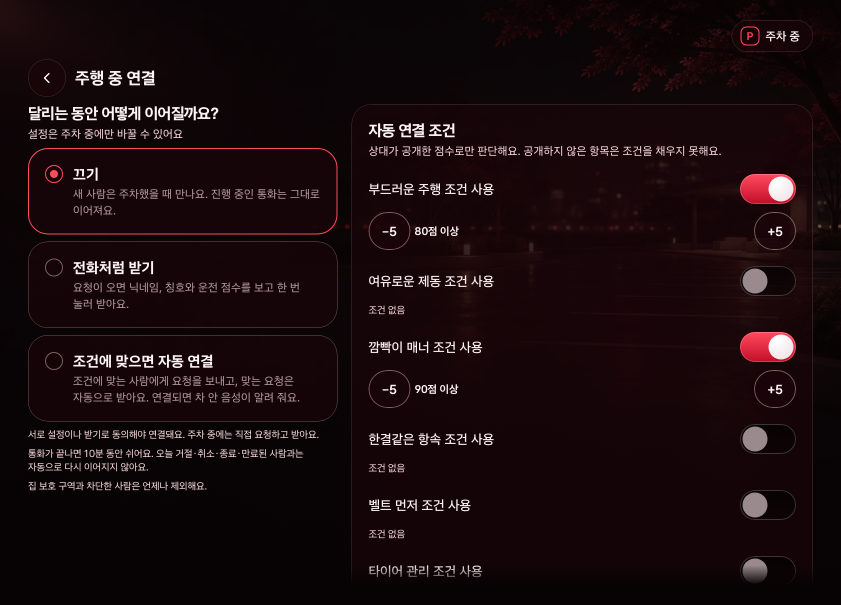 P 주차 중
주행 중 연결
달리는 동안 어떻게 이어질까요?
설정은 주차 중에만 바꿀 수 있어요
끄기
새 사람은 주차했을 때 만나요. 진행 중인 통화는 그대로
이어져요.
전화처럼 받기
요청이 오면 닉네임, 칭호와 운전 점수를 보고 한 번
눌러 받아요.
조건에 맞으면 자동 연결
조건에 맞는 사람에게 요청을 보내고, 맞는 요청은
자동으로 받아요. 연결되면 차 안 음성이 알려 줘요.
서로 설정이나 받기로 동의해야 연결돼요. 주차 중에는 직접 요청하고 받아요.
통화가 끝나면 10분 동안 쉬어요. 오늘 거절·취소·종료·만료된 사람과는
자동으로 다시 이어지지 않아요.
집 보호 구역과 차단한 사람은 언제나 제외해요.
자동 연결 조건
상대가 공개한 점수로만 판단해요. 공개하지 않은 항목은 조건을 채우지 못해요.
부드러운 주행 조건 사용
−5 80점 이상 +5
여유로운 제동 조건 사용
조건 없음
깜빡이 매너 조건 사용
−5 90점 이상 +5
한결같은 항속 조건 사용
조건 없음
벨트 먼저 조건 사용
조건 없음
타이어 관리 조건 사용